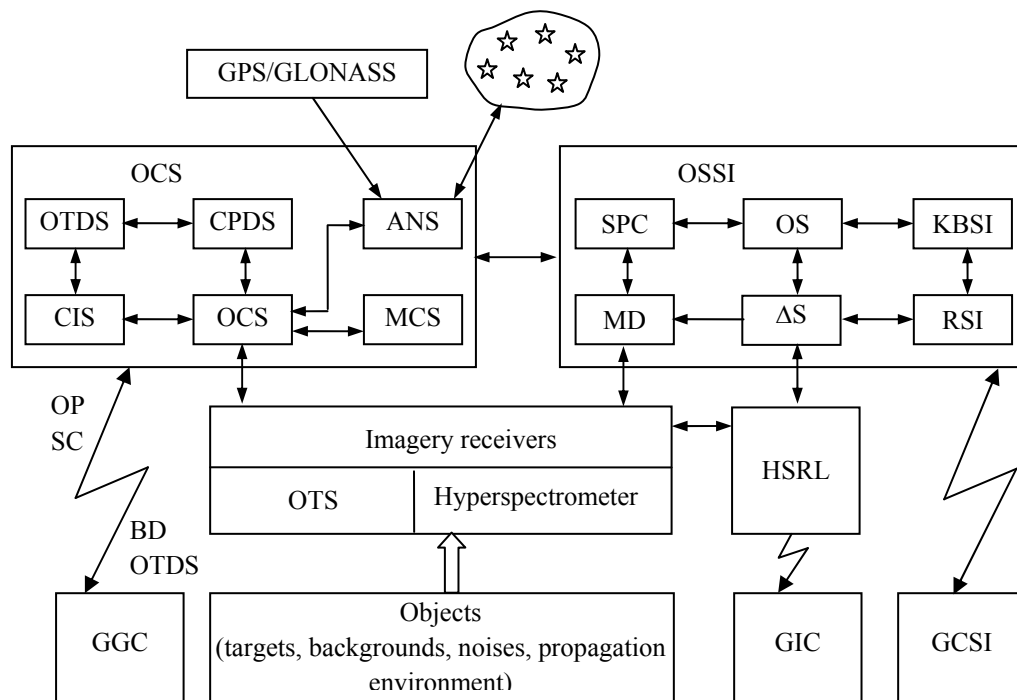 GPS/GLONASS
OCS
OTDS
CPDS
ANS
CIS
OCS
MCS
OSSI
SPC
OS
KBSI
MD
ΔS
RSI
OP
SC
BD
OTDS
Imagery receivers
OTS
Hyperspectrometer
HSRL
GGC
Objects
(targets, backgrounds, noises, propagation
environment)
GIC
GCSI